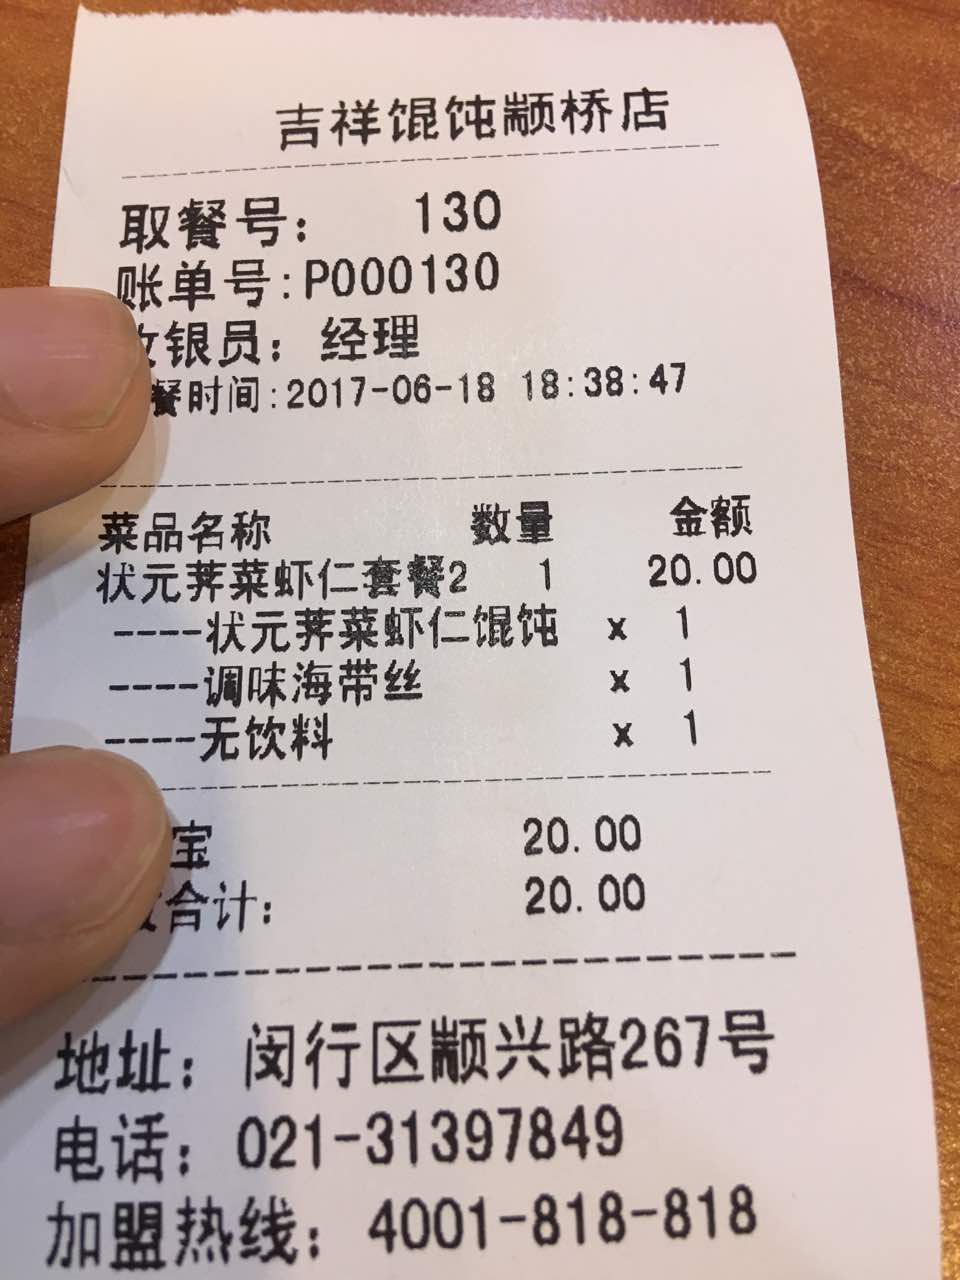 吉祥馄饨颛桥店
取餐号： 130
账单号:P000130
银员： 经理
餐时间:2017-06-18 18:38:47
菜品名称 数量 金额
状元荠菜虾仁套餐2 1 20.00
----状元荠菜虾仁馄饨 x 1
----调味海带丝 x 1
----无饮料 x 1
宝 20.00
合计： 20.00
地址： 闵行区颛兴路267号
电话： 021-31397849
加盟热线： 4001-818-818